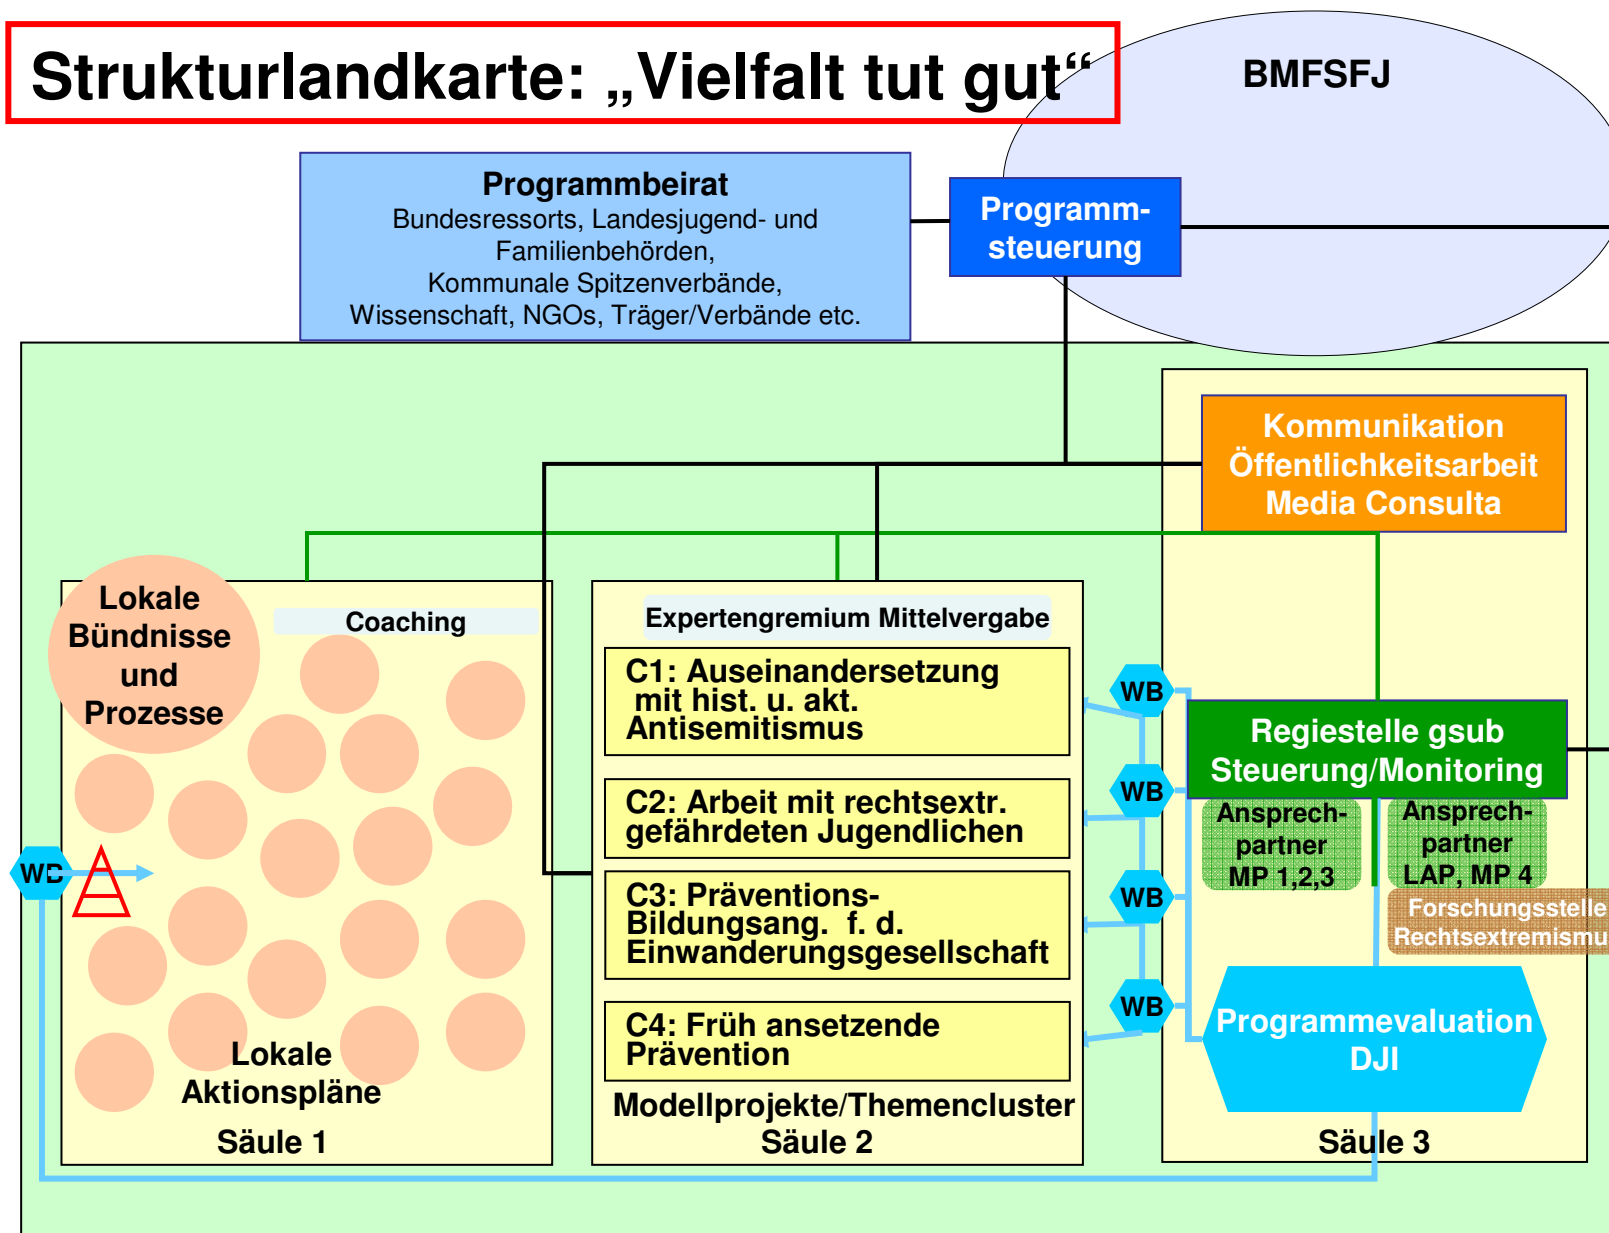 Strukturlandkarte: „Vielfalt tut gut“
BMFSFJ
Programmbeirat
Bundesressorts, Landesjugend- und
Familienbehörden,
Kommunale Spitzenverbände,
Wissenschaft, NGOs, Träger/Verbände etc.
Programm-
steuerung
Kommunikation
Öffentlichkeitsarbeit
Media Consulta
Lokale
Bündnisse
und
Prozesse
Coaching
Lokale
Aktionspläne
Säule 1
WB
Expertengremium Mittelvergabe
C1: Auseinandersetzung
mit hist. u. akt.
Antisemitismus
C2: Arbeit mit rechtsextr.
gefährdeten Jugendlichen
C3: Präventions-
Bildungsang. f. d.
Einwanderungsgesellschaft
C4: Früh ansetzende
Prävention
Modellprojekte/Themencluster
Säule 2
WB
WB
WB
WB
Regiestelle gsub
Steuerung/Monitoring
Ansprech-
partner
MP 1,2,3
Ansprech-
partner
LAP, MP 4
Forschungsstelle
Rechtsextremismu
Programmevaluation
DJI
Säule 3